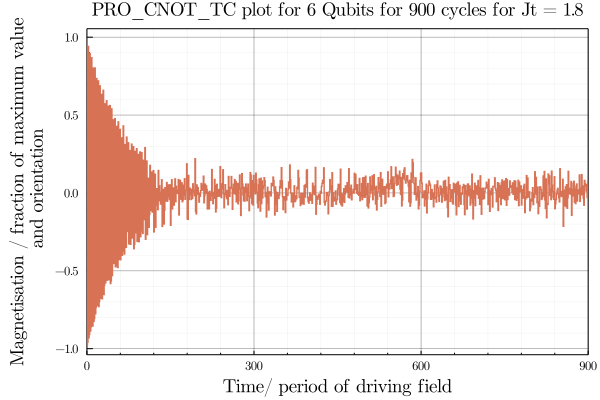 PRO_CNOT_TC plot for 6 Qubits for 900 cycles for Jt = 1.8
Magnetisation / fraction of maximum value
and orientation
1.0
0.5
0.0
−0.5
−1.0
0
300
600
900
Time/ period of driving field